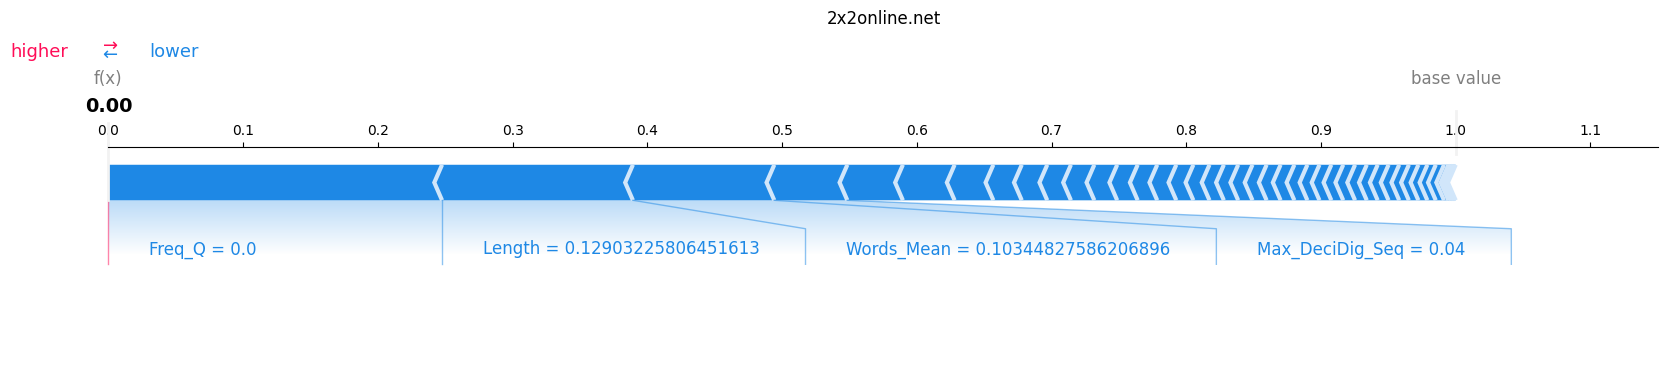 2x2online.net
higher ⇄ lower
f(x) base value
0.00
0.0 0.1 0.2 0.3 0.4 0.5 0.6 0.7 0.8 0.9 1.0 1.1
Freq_Q = 0.0 Length = 0.12903225806451613 Words_Mean = 0.10344827586206896 Max_DeciDig_Seq = 0.04